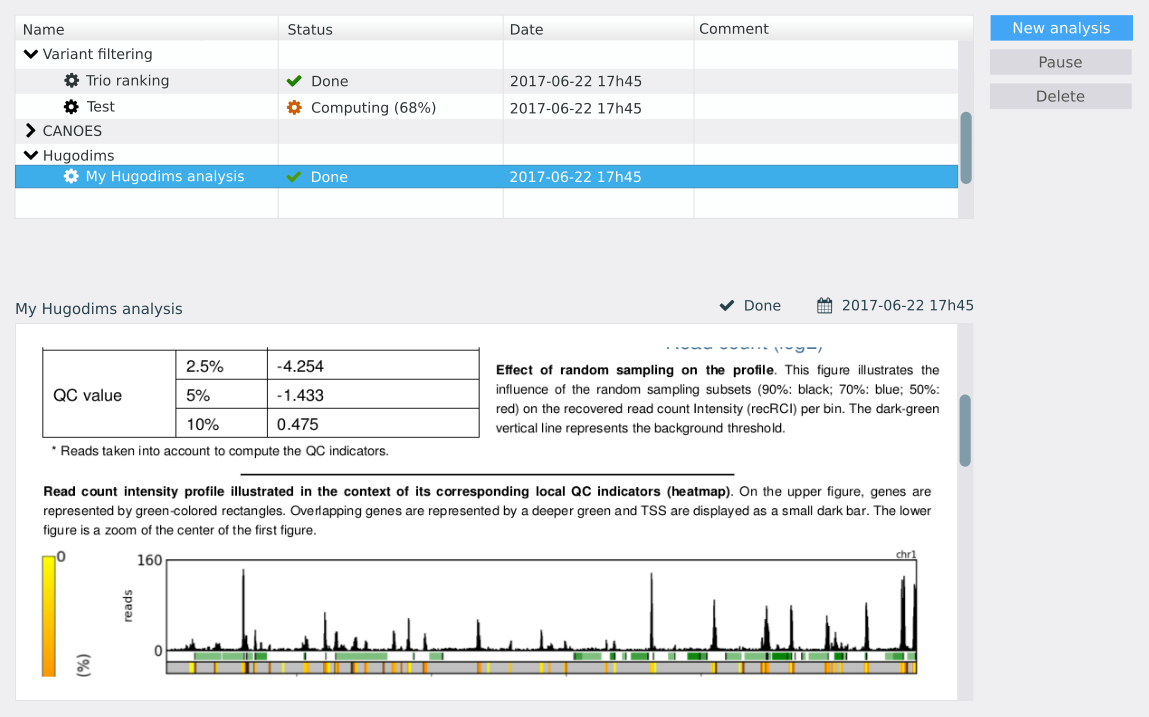 Name Status Date Comment
New analysis
Variant filtering
Pause
Trio ranking Done 2017-06-22 17h45
Delete
Test Computing (68%) 2017-06-22 17h45
CANOES
Hugodims
My Hugodims analysis Done 2017-06-22 17h45
My Hugodims analysis Done 2017-06-22 17h45
QC value
2.5% -4.254
5% -1.433
10% 0.475
* Reads taken into account to compute the QC indicators.
Read count (log2)
Effect of random sampling on the profile. This figure illustrates the
influence of the random sampling subsets (90%: black; 70%: blue; 50%:
red) on the recovered read count Intensity (recRCI) per bin. The dark-green
vertical line represents the background threshold.
Read count intensity profile illustrated in the context of its corresponding local QC indicators (heatmap). On the upper figure, genes are
represented by green-colored rectangles. Overlapping genes are represented by a deeper green and TSS are displayed as a small dark bar. The lower
figure is a zoom of the center of the first figure.
0
(%)
160
reads
0
chr1